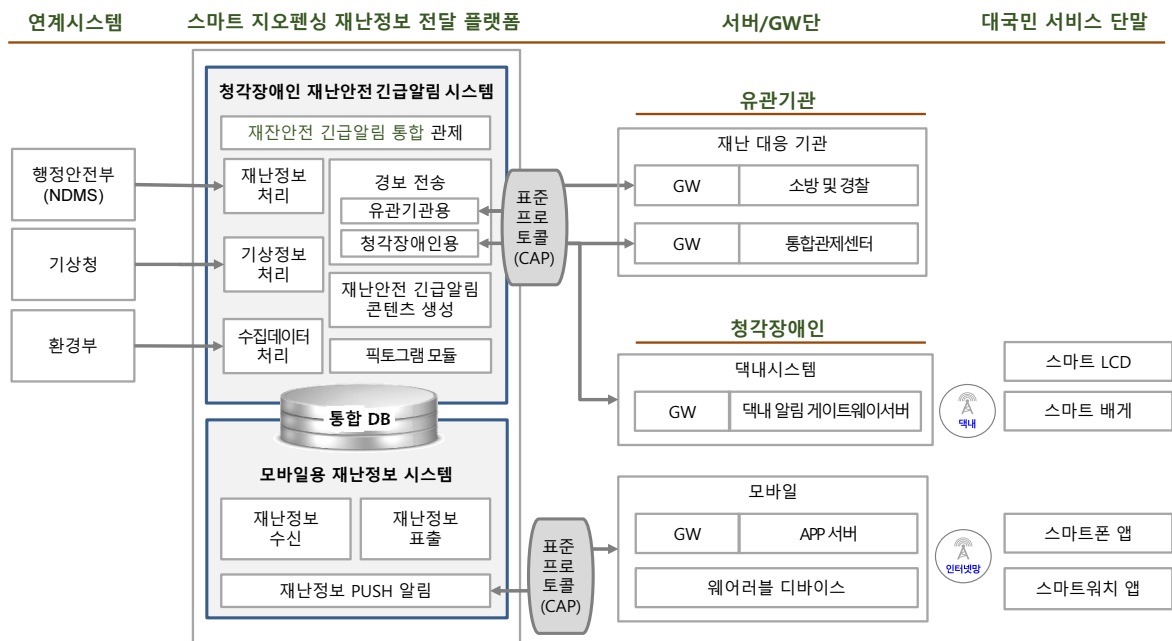 연계시스템
스마트 지오펜싱 재난정보 전달 플랫폼
서버/GW단
대국민 서비스 단말
행정안전부
(NDMS)
기상청
환경부
청각장애인 재난안전 긴급알림 시스템
재잔안전 긴급알림 통합 관제
재난정보
처리
기상정보
처리
수집데이터
처리
경보 전송
유관기관용
청각장애인용
재난안전 긴급알림
콘텐츠 생성
픽토그램 모듈
통합 DB
모바일용 재난정보 시스템
재난정보
수신
재난정보
표출
재난정보 PUSH 알림
표준
프로
토콜
(CAP)
표준
프로
토콜
(CAP)
유관기관
재난 대응 기관
GW
소방 및 경찰
GW
통합관제센터
청각장애인
댁내시스템
GW
댁내 알림 게이트웨이서버
모바일
GW
APP 서버
웨어러블 디바이스
댁내
인터넷망
스마트 LCD
스마트 배게
스마트폰 앱
스마트워치 앱